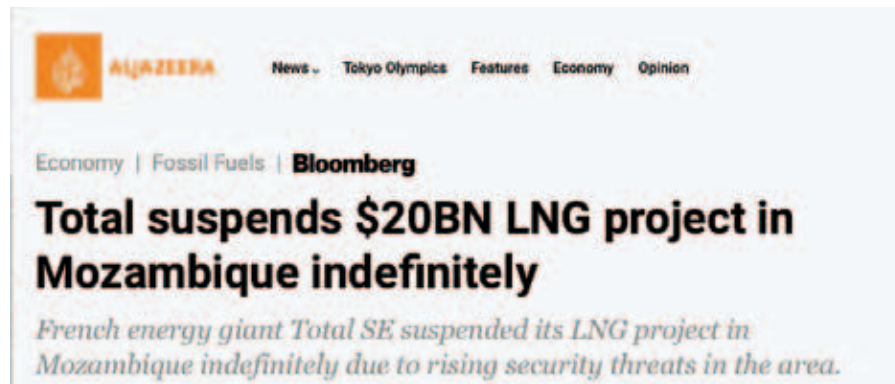 ALJAZEERA News Tokyo Olympics Features Economy Opinion
Economy | Fossil Fuels | Bloomberg
Total suspends $20BN LNG project in
Mozambique indefinitely
French energy giant Total SE suspended its LNG project in
Mozambique indefinitely due to rising security threats in the area.